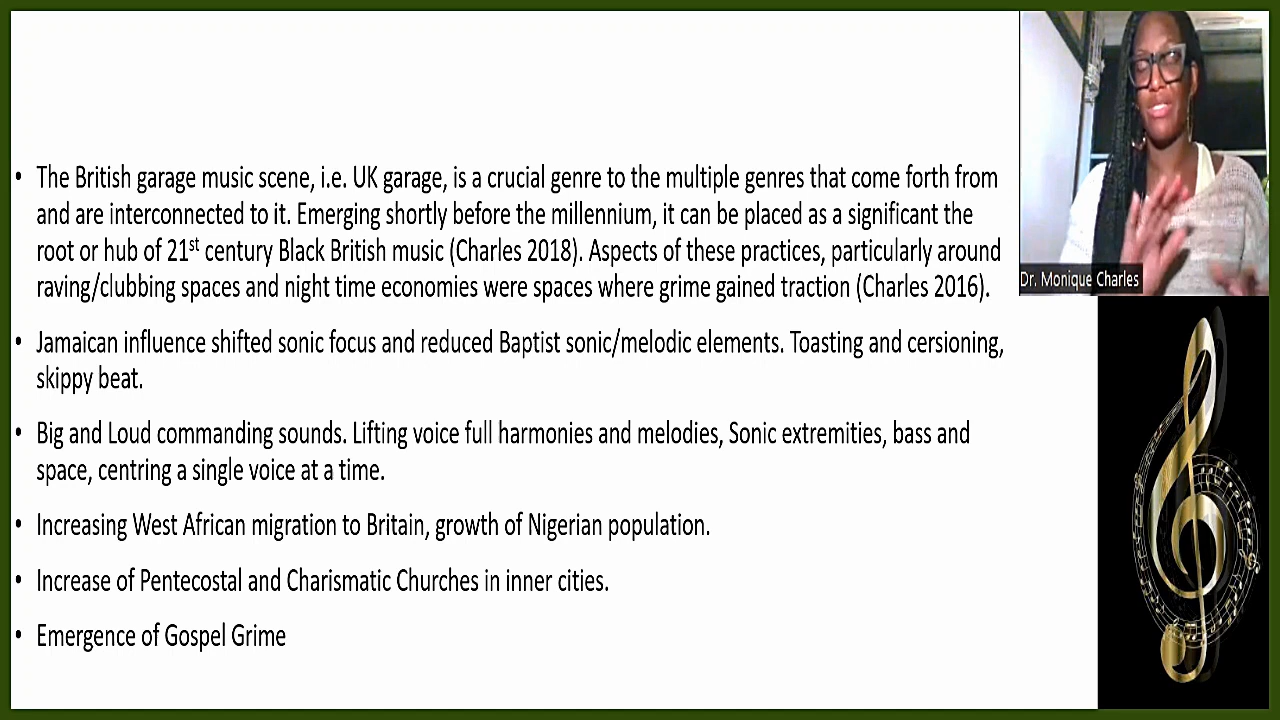 • The British garage music scene, i.e. UK garage, is a crucial genre to the multiple genres that come forth from
and are interconnected to it. Emerging shortly before the millennium, it can be placed as a significant the
root or hub of 21st century Black British music (Charles 2018). Aspects of these practices, particularly around
raving/clubbing spaces and night time economies were spaces where grime gained traction (Charles 2016).
• Jamaican influence shifted sonic focus and reduced Baptist sonic/melodic elements. Toasting and cersioning,
skippy beat.
• Big and Loud commanding sounds. Lifting voice full harmonies and melodies, Sonic extremities, bass and
space, centring a single voice at a time.
• Increasing West African migration to Britain, growth of Nigerian population.
• Increase of Pentecostal and Charismatic Churches in inner cities.
• Emergence of Gospel Grime
Dr. Monique Charles